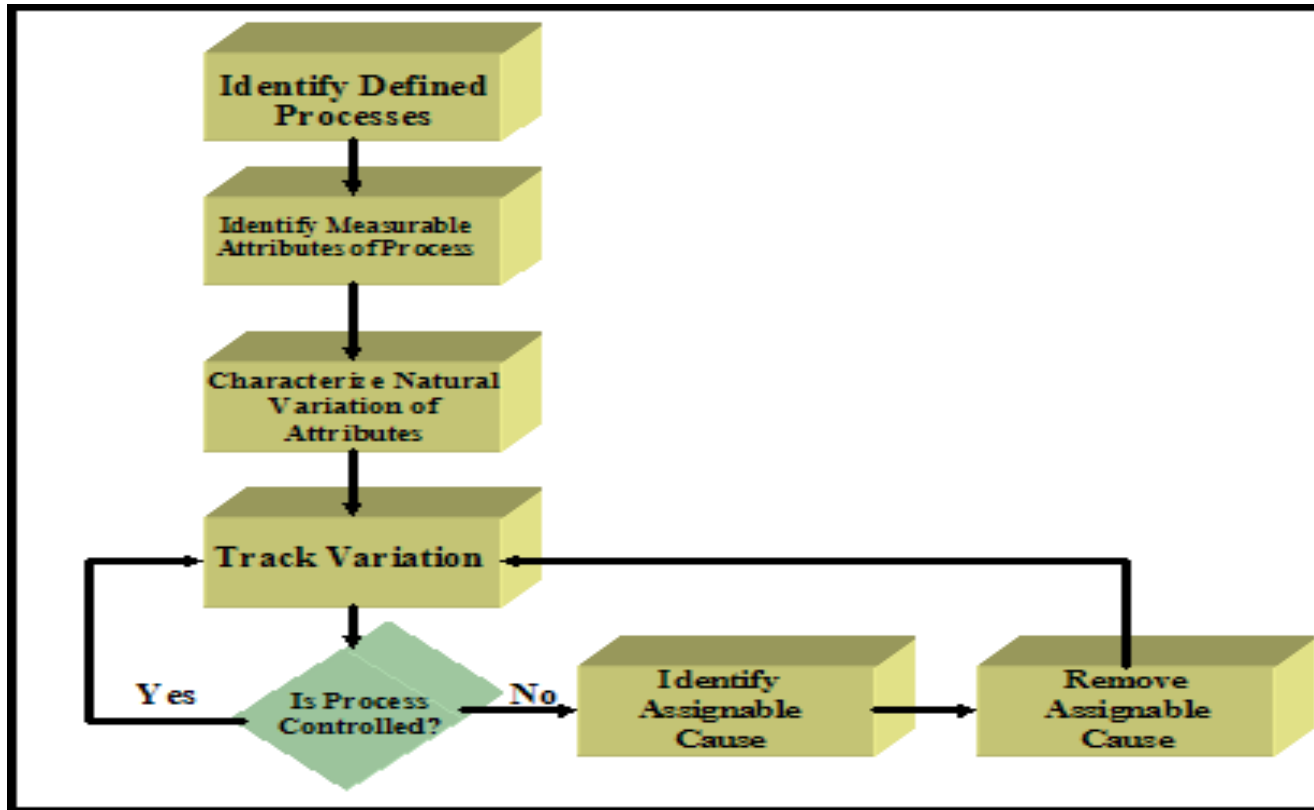 Identify Defined
Processes
Identify Measurable
Attributes of Process
Characterize Natural
Variation of
Attributes
Track Variation
Yes
Is Process
Controlled?
No
Identify
Assignable
Cause
Remove
Assignable
Cause